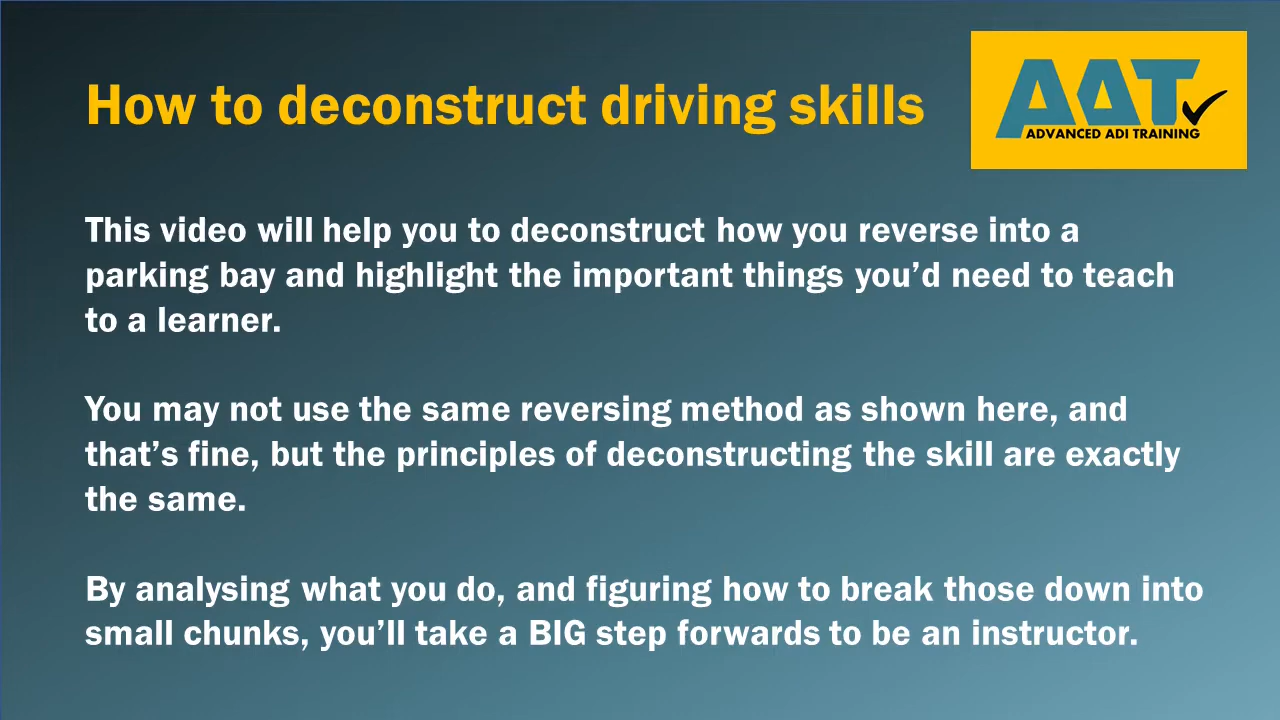 How to deconstruct driving skills
AAT
ADVANCED ADI TRAINING
This video will help you to deconstruct how you reverse into a
parking bay and highlight the important things you’d need to teach
to a learner.
You may not use the same reversing method as shown here, and
that’s fine, but the principles of deconstructing the skill are exactly
the same.
By analysing what you do, and figuring how to break those down into
small chunks, you’ll take a BIG step forwards to be an instructor.